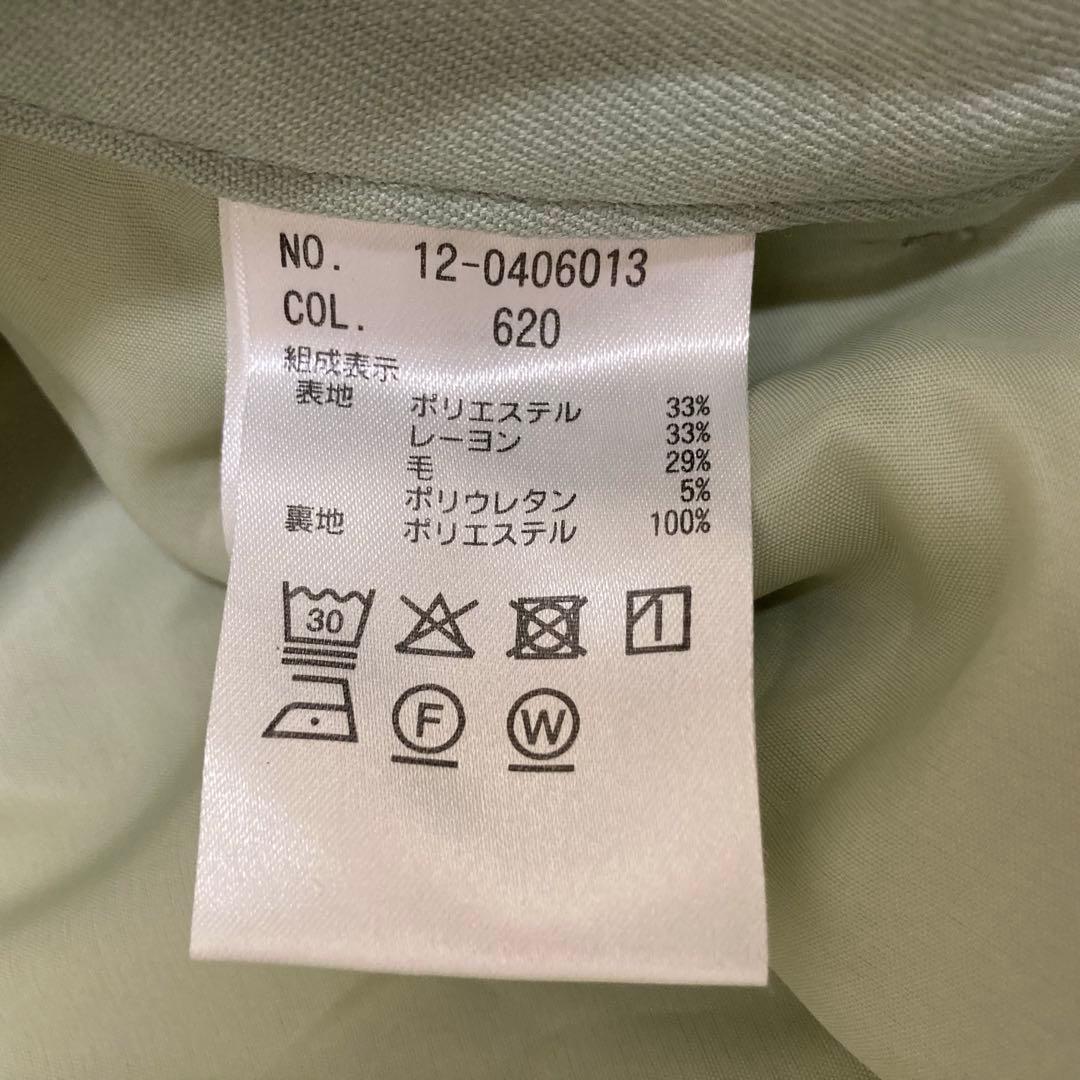 NO. 12-0406013
COL. 620
組成表示
表地 ポリエステル 33%
レーヨン 33%
毛 29%
ポリウレタン 5%
裏地 ポリエステル 100%
30
F W